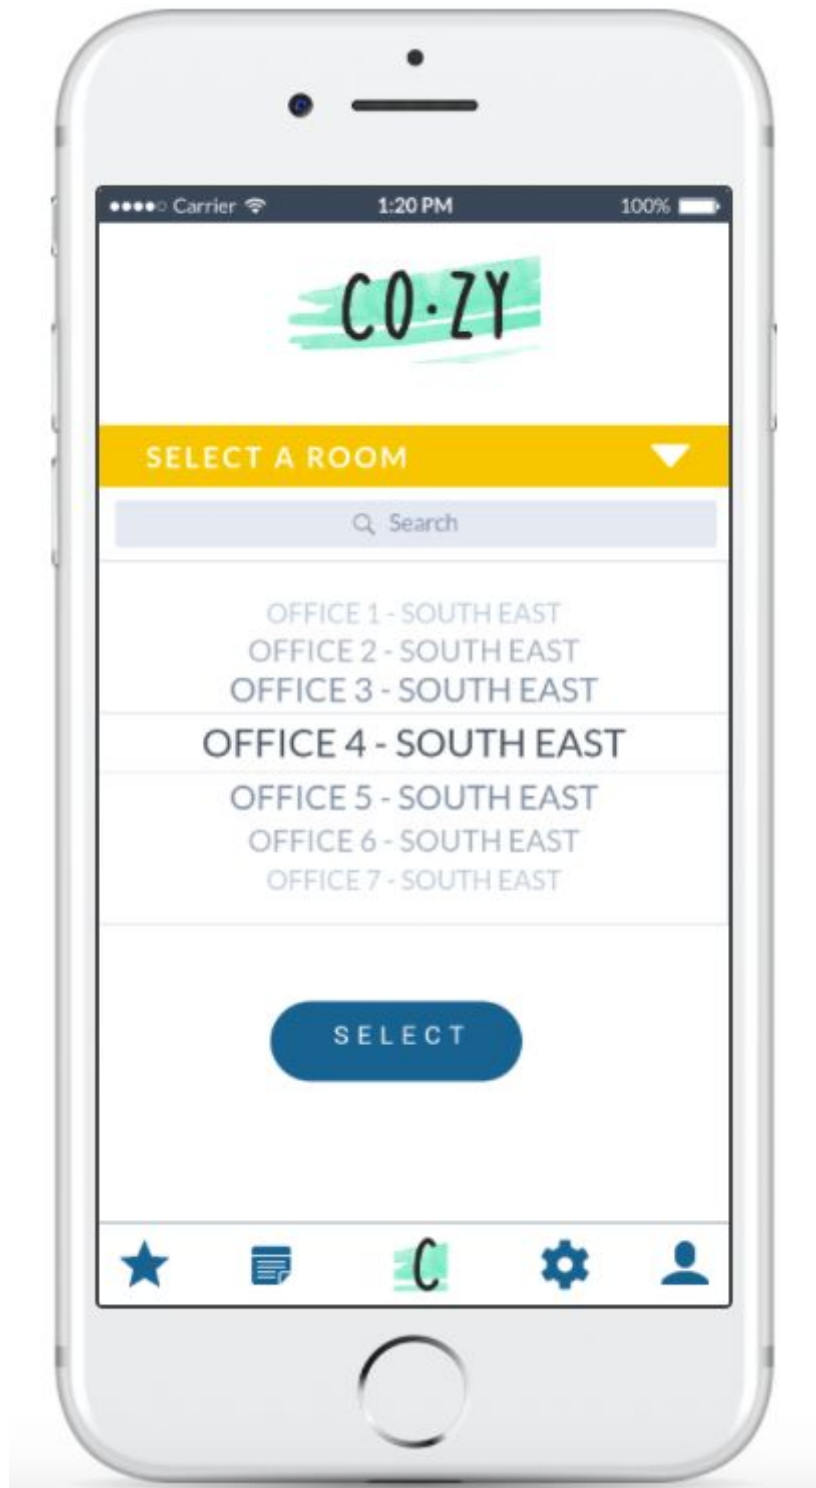 Carrier 1:20 PM 100%
CO·ZY
SELECT A ROOM
Search
OFFICE 1 - SOUTH EAST
OFFICE 2 - SOUTH EAST
OFFICE 3 - SOUTH EAST
OFFICE 4 - SOUTH EAST
OFFICE 5 - SOUTH EAST
OFFICE 6 - SOUTH EAST
OFFICE 7 - SOUTH EAST
SELECT
C